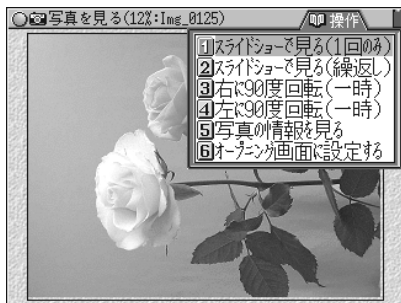 写真を見る(12%:Img_0125)
操作
1 スライドショーで見る(1回のみ)
2 スライドショーで見る(繰返し)
3 右に90度回転(一時)
4 左に90度回転(一時)
5 写真の情報を見る
6 オープニング画面に設定する